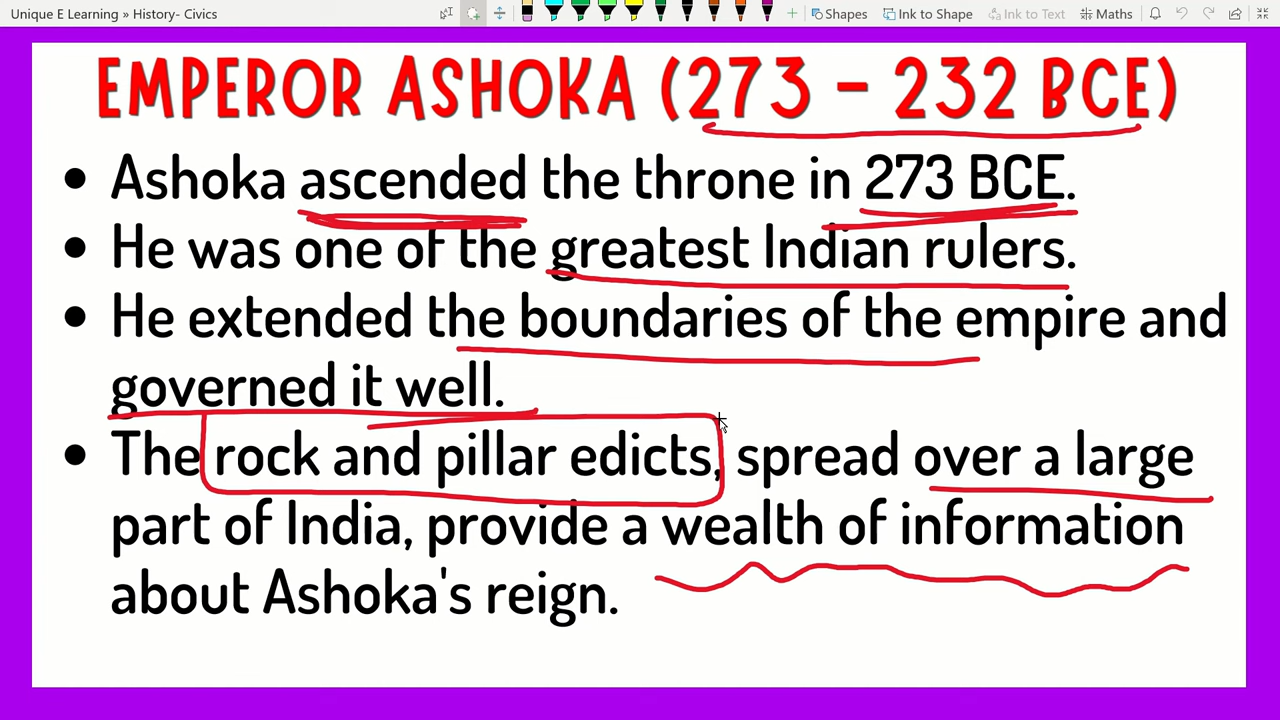 Unique E Learning » History- Civics
Shapes Ink to Shape Ink to Text Maths
EMPEROR ASHOKA (273 – 232 BCE)
• Ashoka ascended the throne in 273 BCE.
• He was one of the greatest Indian rulers.
• He extended the boundaries of the empire and
governed it well.
• The rock and pillar edicts, spread over a large
part of India, provide a wealth of information
about Ashoka's reign.